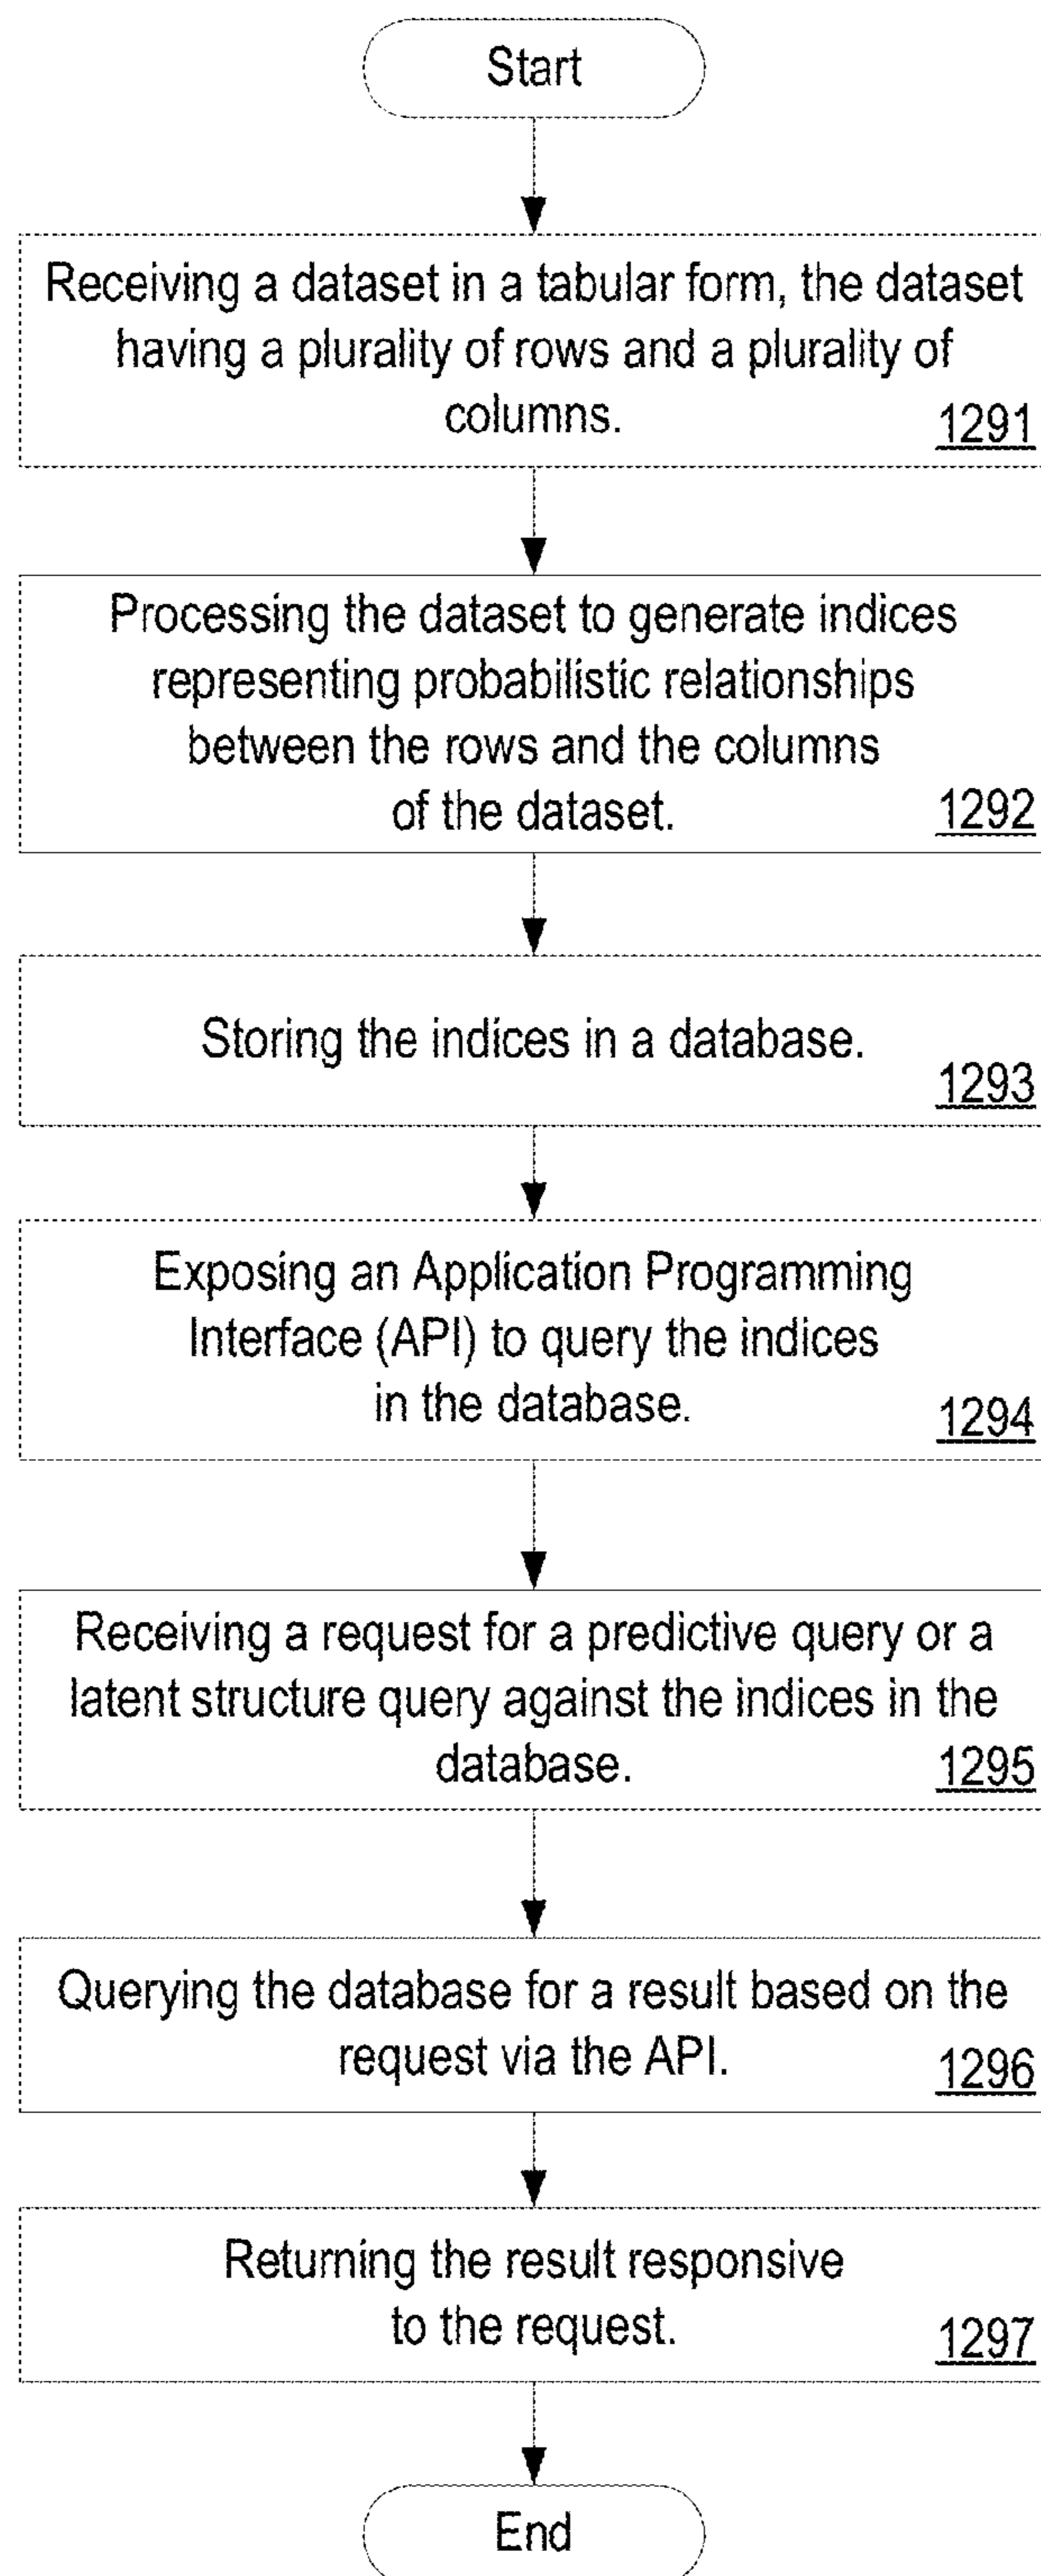 Start
Receiving a dataset in a tabular form, the dataset
having a plurality of rows and a plurality of
columns.
1291
Processing the dataset to generate indices
representing probabilistic relationships
between the rows and the columns
of the dataset.
1292
Storing the indices in a database.
1293
Exposing an Application Programming
Interface (API) to query the indices
in the database.
1294
Receiving a request for a predictive query or a
latent structure query against the indices in the
database.
1295
Querying the database for a result based on the
request via the API.
1296
Returning the result responsive
to the request.
1297
End